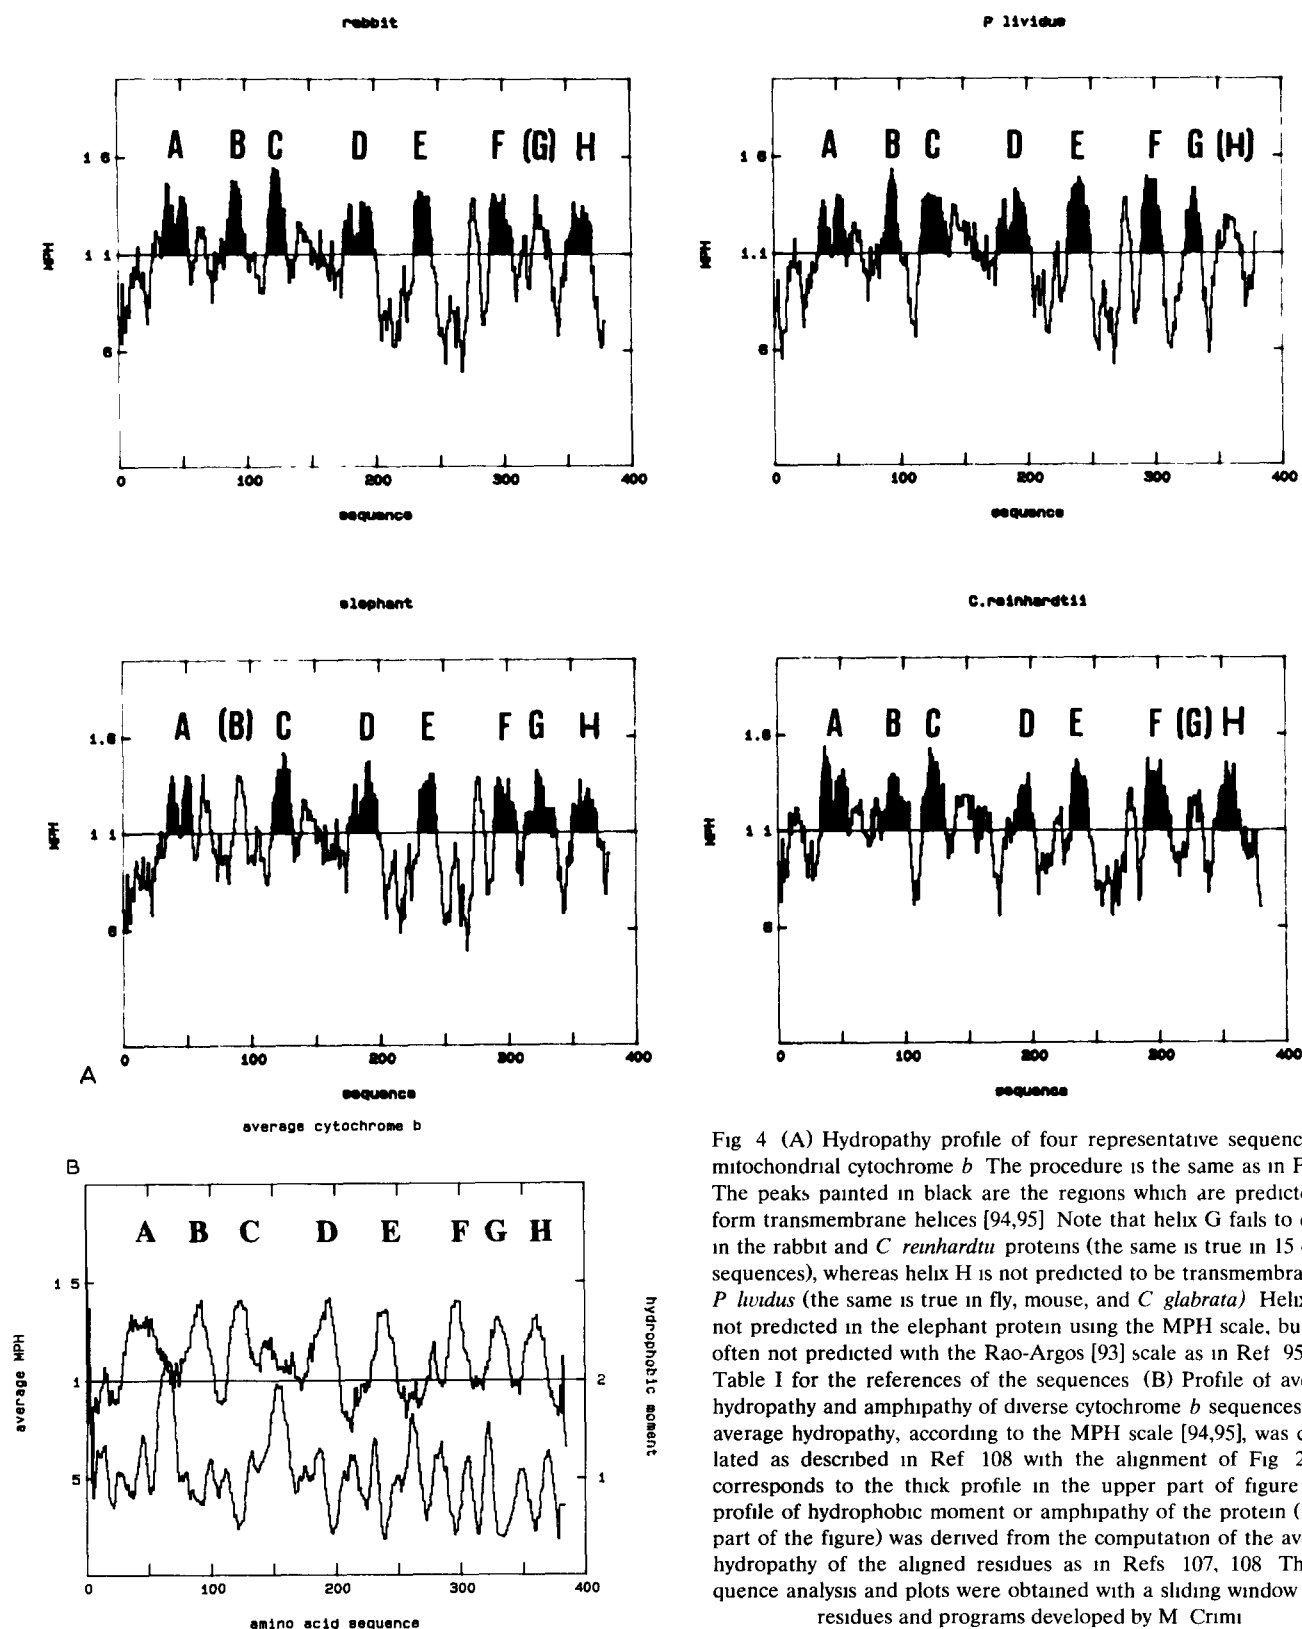 rabbit
A B C D E F (G) H
1 6
1 1
6
MPH
0 100 200 300 400
sequence
P lividus
A B C D E F G (H)
1 6
1.1
6
MPH
0 100 200 300 400
sequence
elephant
A (B) C D E F G H
1.6
1 1
6
MPH
0 100 200 300 400
sequence
A
C.reinhardtii
A B C D E F (G) H
1.6
1 1
6
MPH
0 100 200 300 400
sequence
average cytochrome b
B
A B C D E F G H
1 5
1
5
average MPH
2
1
hydrophobic moment
0 100 200 300 400
amino acid sequence
Fig 4 (A) Hydropathy profile of four representative sequenc
mitochondrial cytochrome b The procedure is the same as in F
The peaks painted in black are the regions which are predicte
form transmembrane helices [94,95] Note that helix G fails to
in the rabbit and C reinhardtii proteins (the same is true in 15
sequences), whereas helix H is not predicted to be transmembra
P lividus (the same is true in fly, mouse, and C glabrata) Heli
not predicted in the elephant protein using the MPH scale, bu
often not predicted with the Rao-Argos [93] scale as in Ref 95
Table I for the references of the sequences (B) Profile of av
hydropathy and amphipathy of diverse cytochrome b sequences
average hydropathy, according to the MPH scale [94,95], was c
lated as described in Ref 108 with the alignment of Fig 2
corresponds to the thick profile in the upper part of figure
profile of hydrophobic moment or amphipathy of the protein (
part of the figure) was derived from the computation of the av
hydropathy of the aligned residues as in Refs 107, 108 Th
quence analysis and plots were obtained with a sliding window
residues and programs developed by M Crimi